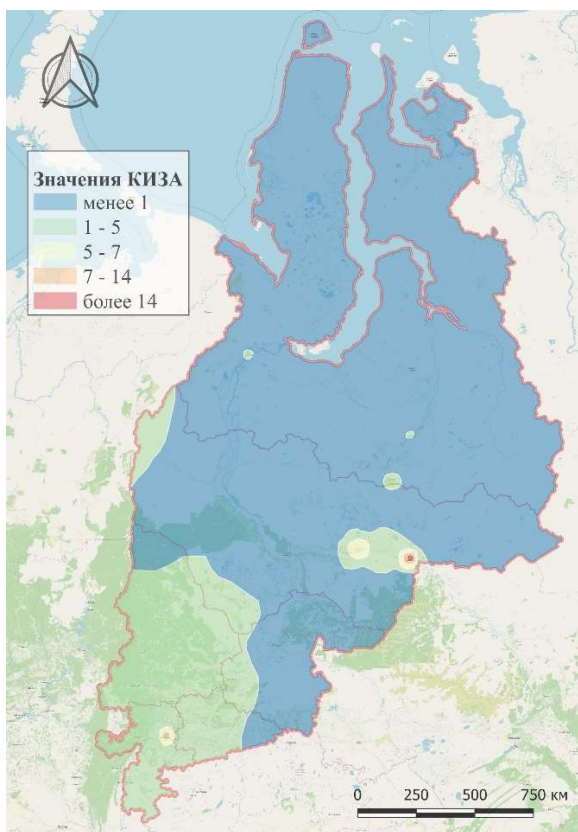 Значения КИЗА
менее 1
1 - 5
5 - 7
7 - 14
более 14
0 250 500 750 км